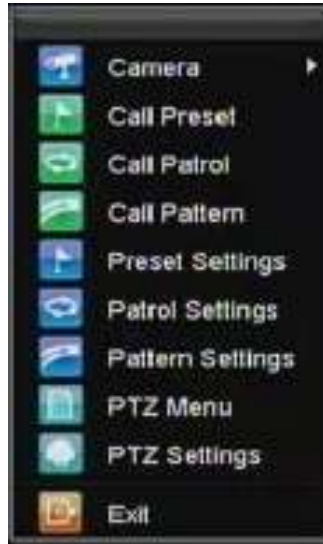 Camera
Call Preset
Call Patrol
Call Pattern
Preset Settings
Patrol Settings
Pattern Settings
PTZ Menu
PTZ Settings
Exit